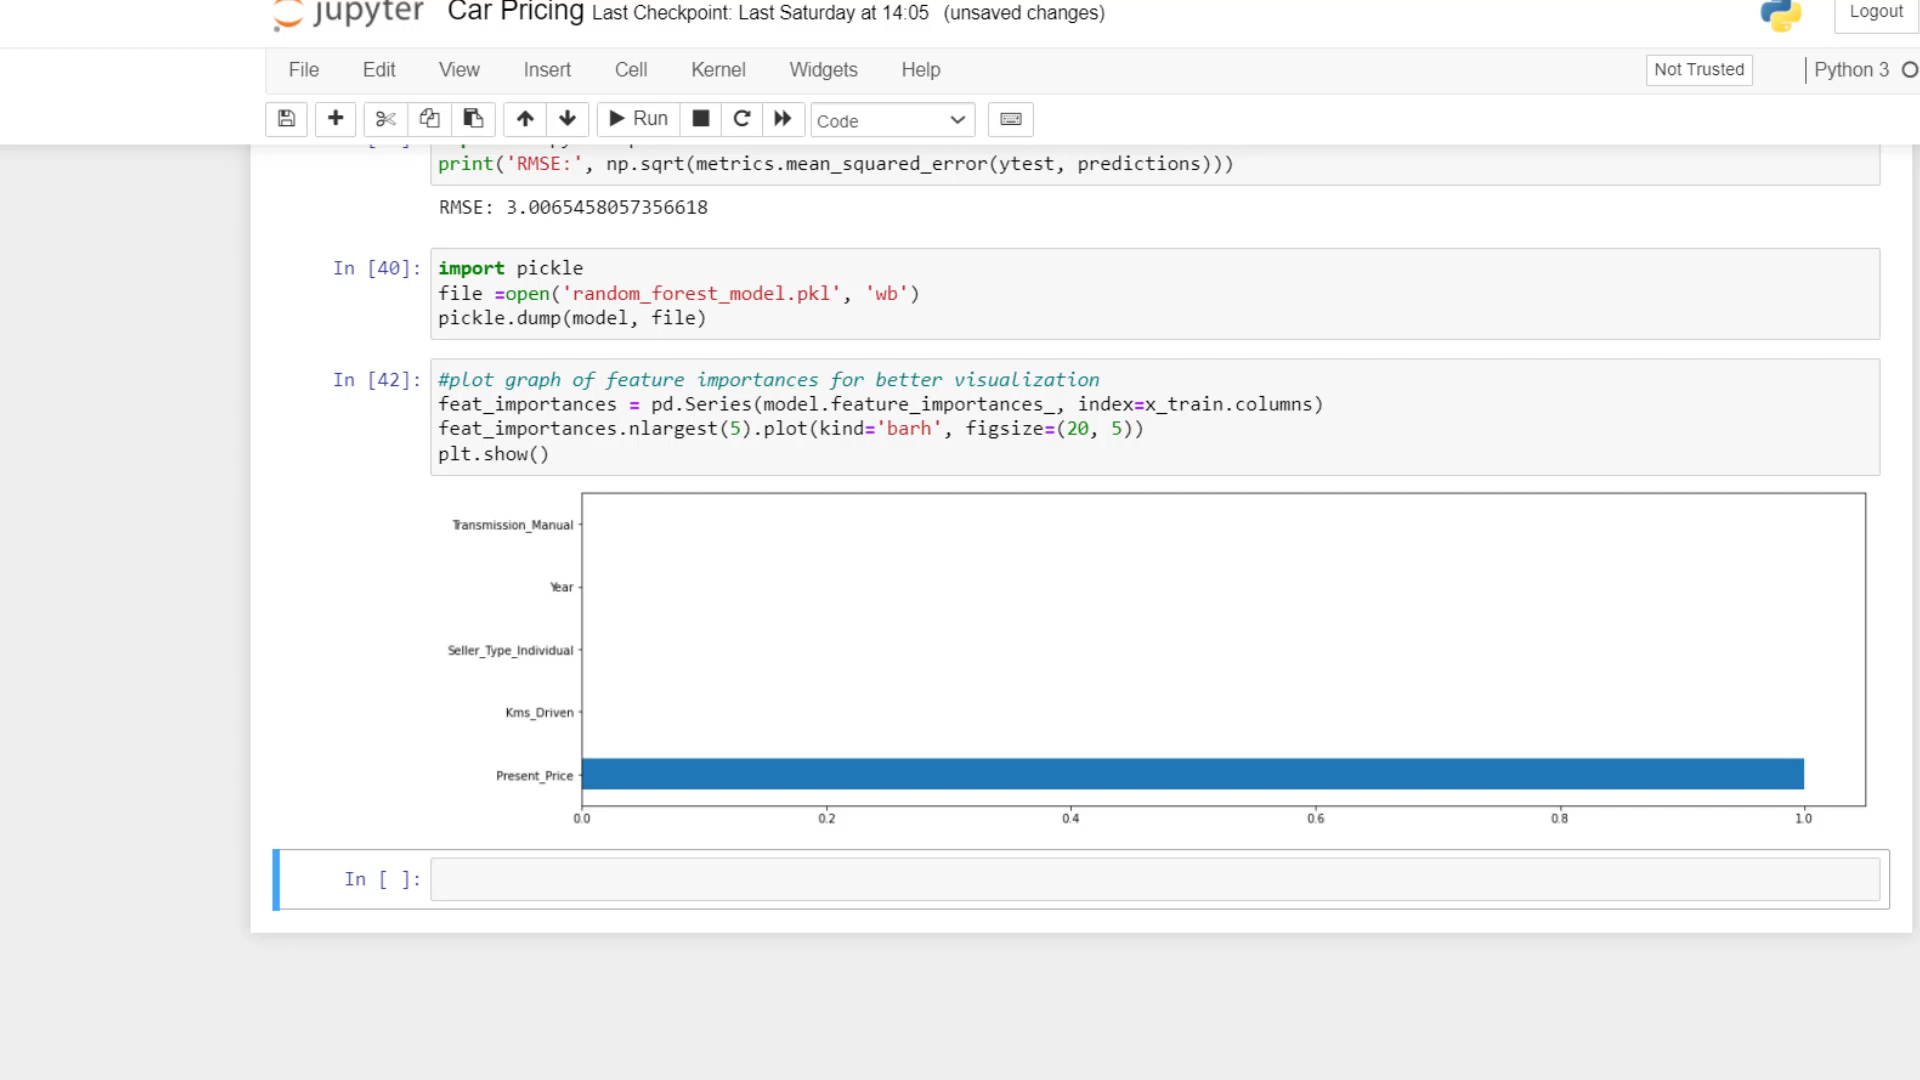 jupyter Car Pricing Last Checkpoint: Last Saturday at 14:05 (unsaved changes) Logout
File Edit View Insert Cell Kernel Widgets Help Not Trusted Python 3
Run Code
print('RMSE:', np.sqrt(metrics.mean_squared_error(ytest, predictions)))
RMSE: 3.0065458057356618
In [40]: import pickle
file =open('random_forest_model.pkl', 'wb')
pickle.dump(model, file)
In [42]: #plot graph of feature importances for better visualization
feat_importances = pd.Series(model.feature_importances_, index=x_train.columns)
feat_importances.nlargest(5).plot(kind='barh', figsize=(20, 5))
plt.show()
Transmission_Manual
Year
Seller_Type_Individual
Kms_Driven
Present_Price
0.0 0.2 0.4 0.6 0.8 1.0
In [ ]: